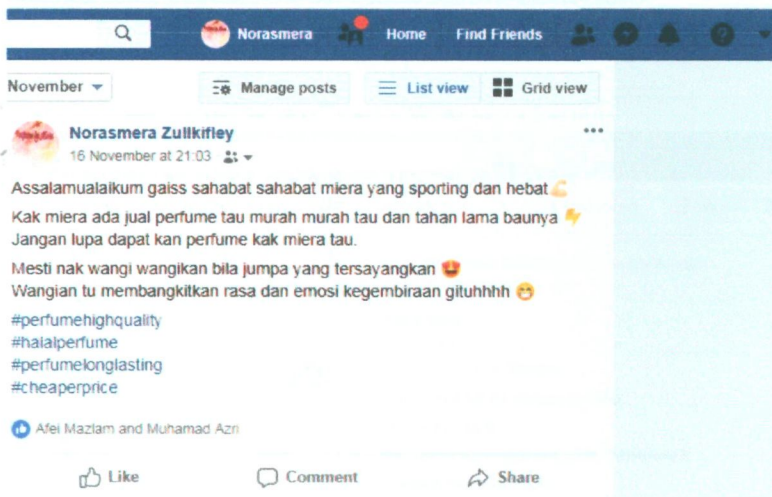 Norasmera
Home
Find Friends
November
Manage posts
List view
Grid view
Norasmera Zullkifley
16 November at 21:03
Assalamualaikum gaiss sahabat sahabat miera yang sporting dan hebat
Kak miera ada jual perfume tau murah murah tau dan tahan lama baunya
Jangan lupa dapat kan perfume kak miera tau.
Mesti nak wangi wangikan bila jumpa yang tersayangkan
Wangian tu membangkitkan rasa dan emosi kegembiraan gituhhhh
#perfumehighquality
#halalperfume
#perfumelonglasting
#cheaperprice
Afei Mazlam and Muhamad Azri
Like
Comment
Share